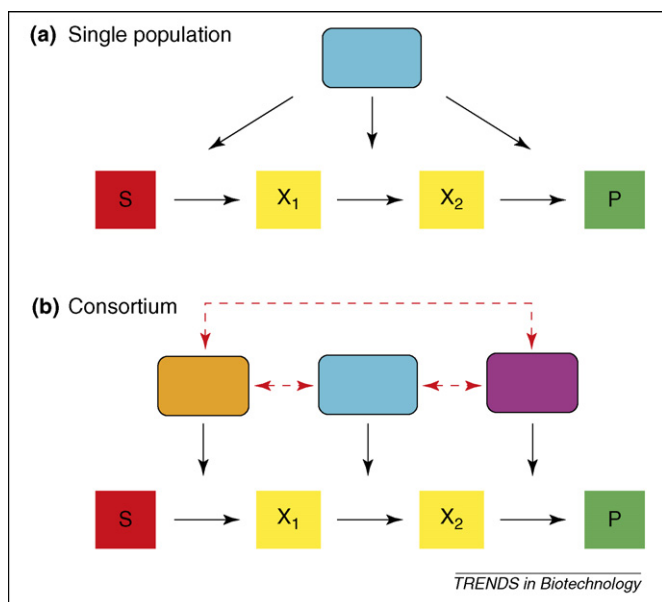 (a) Single population
S X₁ X₂ P
(b) Consortium
S X₁ X₂ P
TRENDS in Biotechnology